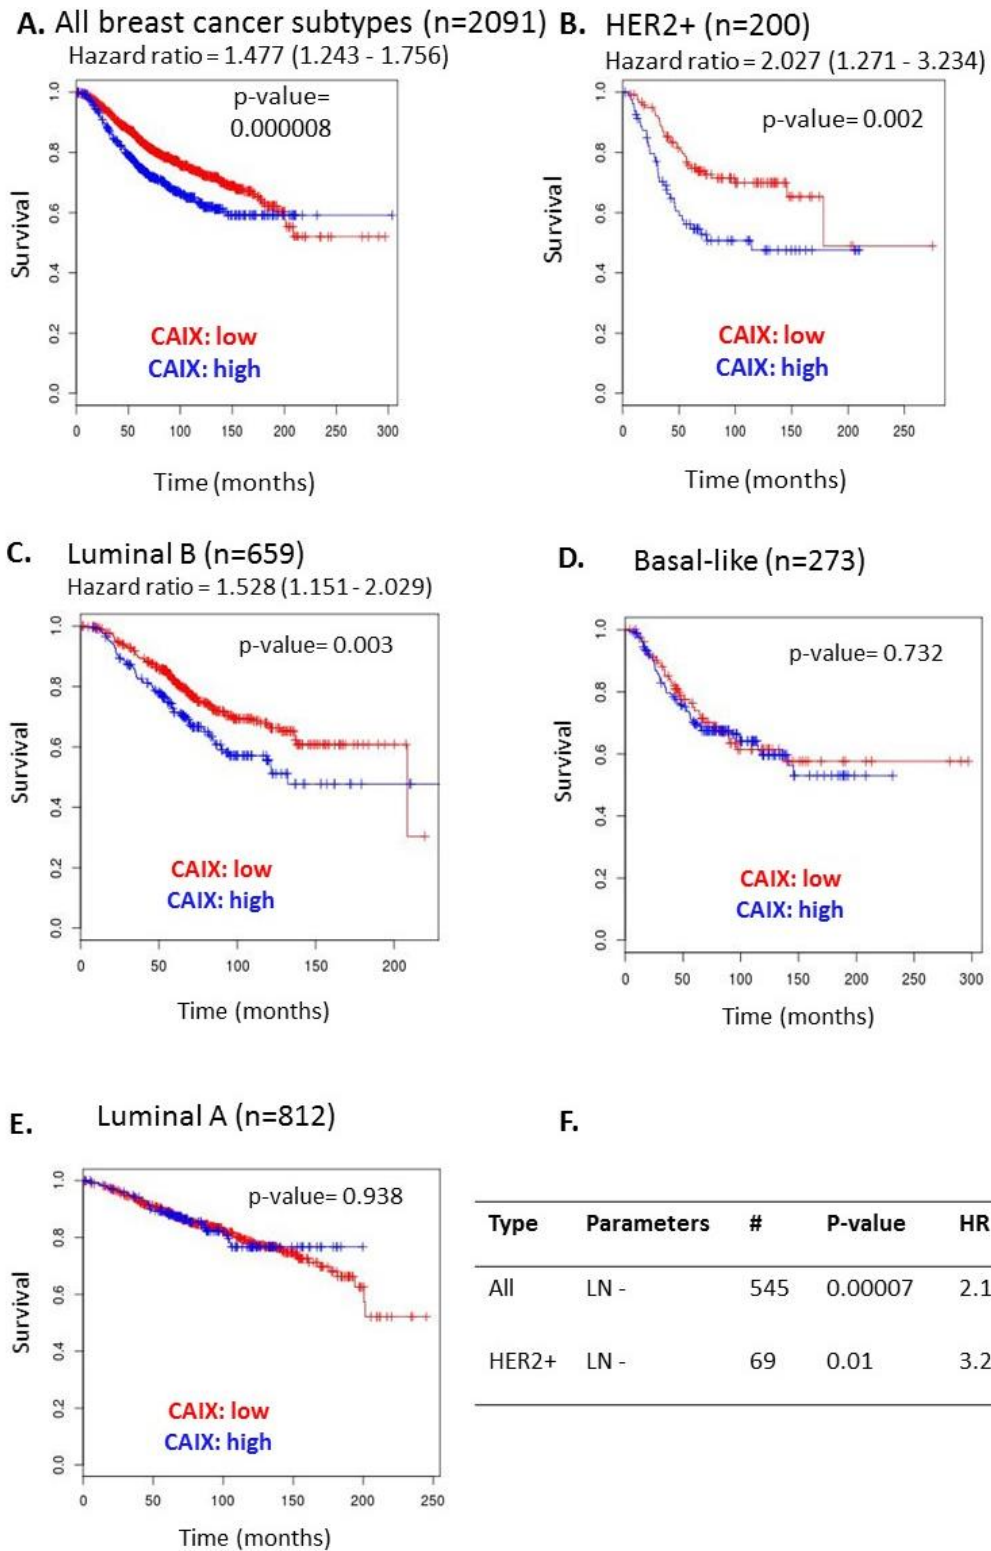 A. All breast cancer subtypes (n=2091)
Hazard ratio = 1.477 (1.243 - 1.756)
p-value=
0.000008
Survival
1.0
0.8
0.6
0.4
0.2
0.0
CAIX: low
CAIX: high
0 50 100 150 200 250 300
Time (months)
B. HER2+ (n=200)
Hazard ratio = 2.027 (1.271 - 3.234)
p-value= 0.002
Survival
1.0
0.8
0.6
0.4
0.2
0.0
CAIX: low
CAIX: high
0 50 100 150 200 250
Time (months)
C. Luminal B (n=659)
Hazard ratio = 1.528 (1.151 - 2.029)
p-value= 0.003
Survival
1.0
0.8
0.6
0.4
0.2
0.0
CAIX: low
CAIX: high
0 50 100 150 200
Time (months)
D. Basal-like (n=273)
p-value= 0.732
Survival
1.0
0.8
0.6
0.4
0.2
0.0
CAIX: low
CAIX: high
0 50 100 150 200 250 300
Time (months)
E. Luminal A (n=812)
p-value= 0.938
Survival
1.0
0.8
0.6
0.4
0.2
0.0
CAIX: low
CAIX: high
0 50 100 150 200 250
Time (months)
F.
Type Parameters # P-value HR
All LN - 545 0.00007 2.1
HER2+ LN - 69 0.01 3.2